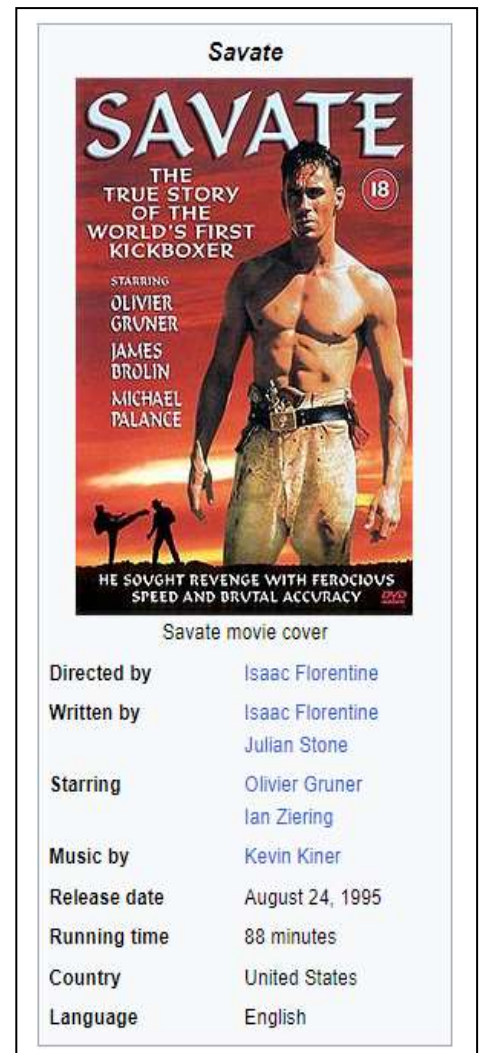 Savate
SAVATE
THE
TRUE STORY
OF THE
WORLD'S FIRST
KICKBOXER
18
STARRING
OLIVIER
GRUNER
JAMES
BROLIN
MICHAEL
PALANCE
HE SOUGHT REVENGE WITH FEROCIOUS
SPEED AND BRUTAL ACCURACY
DVD
Savate movie cover
Directed by Isaac Florentine
Written by Isaac Florentine
Julian Stone
Starring Olivier Gruner
Ian Ziering
Music by Kevin Kiner
Release date August 24, 1995
Running time 88 minutes
Country United States
Language English